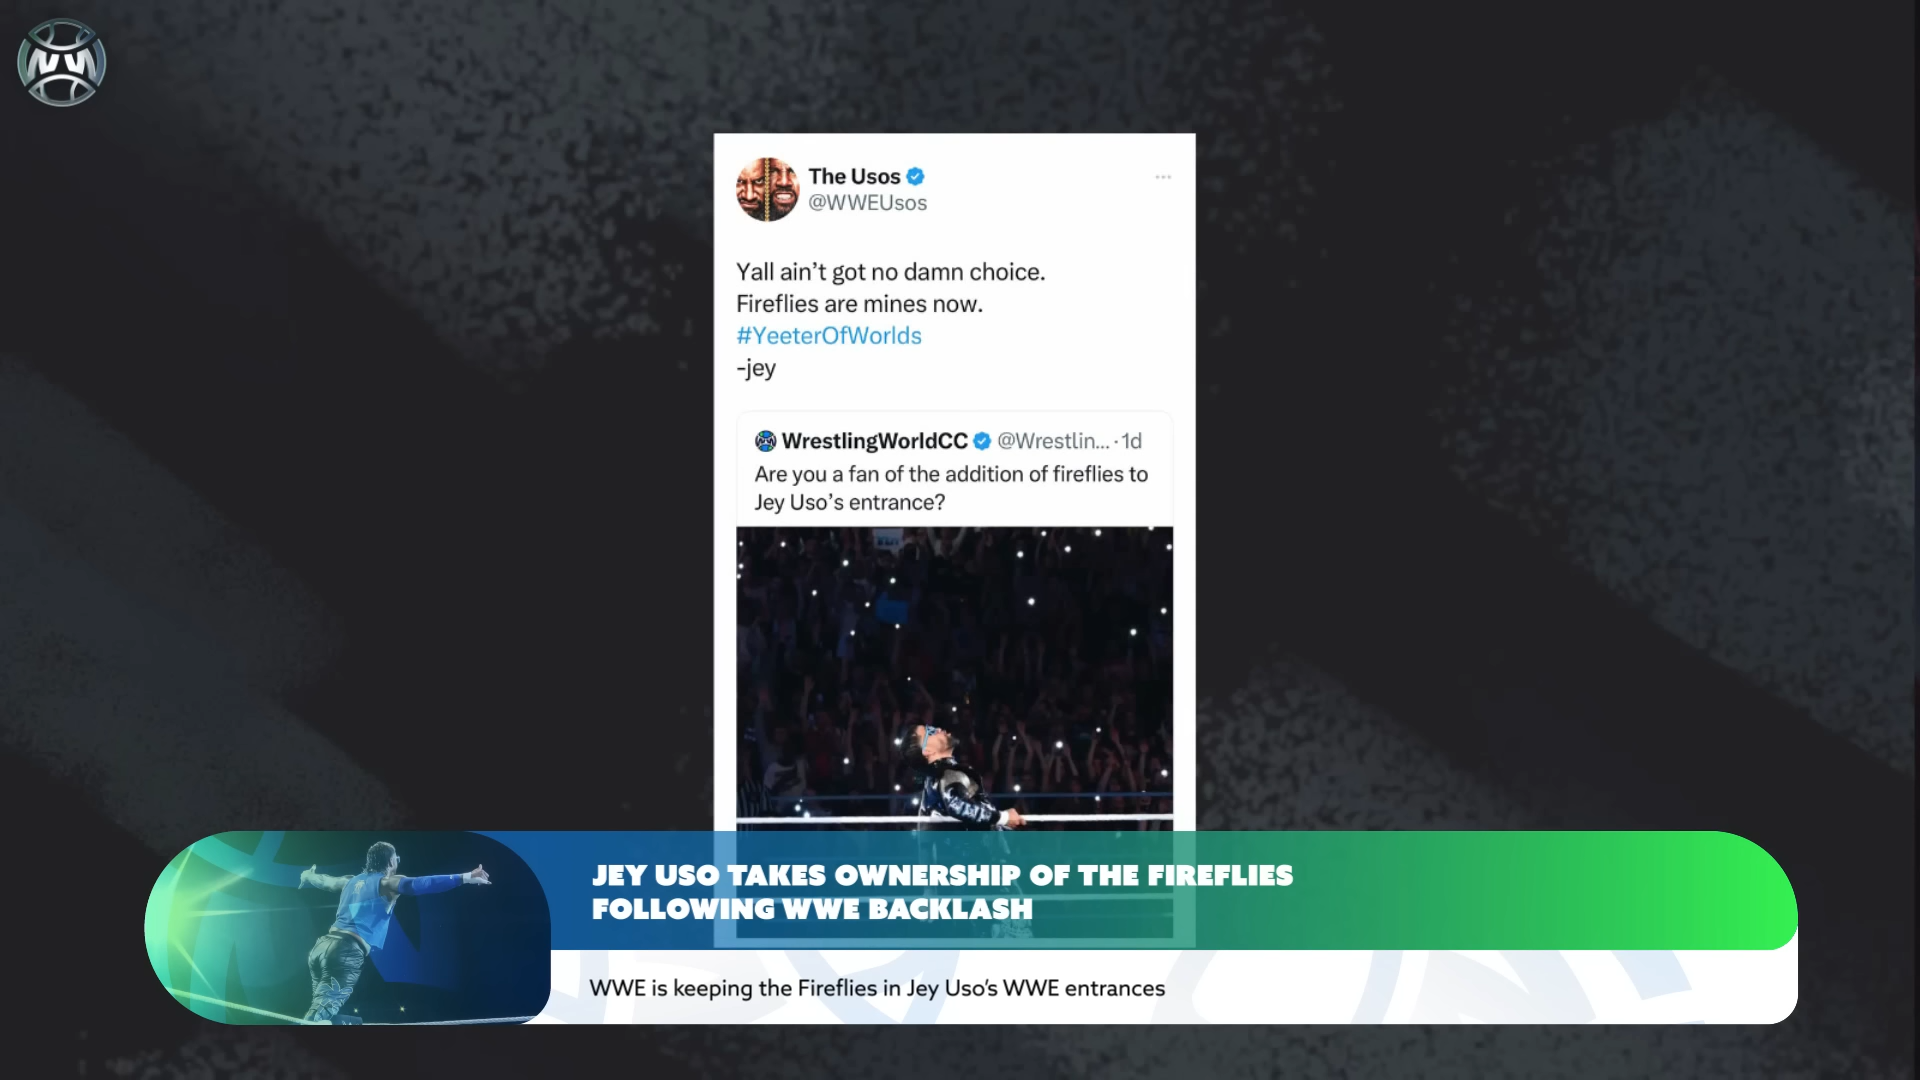 The Usos
@WWEUsos
Yall ain’t got no damn choice.
Fireflies are mines now.
#YeeterOfWorlds
-jey
WrestlingWorldCC @Wrestlin... · 1d
Are you a fan of the addition of fireflies to
Jey Uso’s entrance?
JEY USO TAKES OWNERSHIP OF THE FIREFLIES
FOLLOWING WWE BACKLASH
WWE is keeping the Fireflies in Jey Uso’s WWE entrances